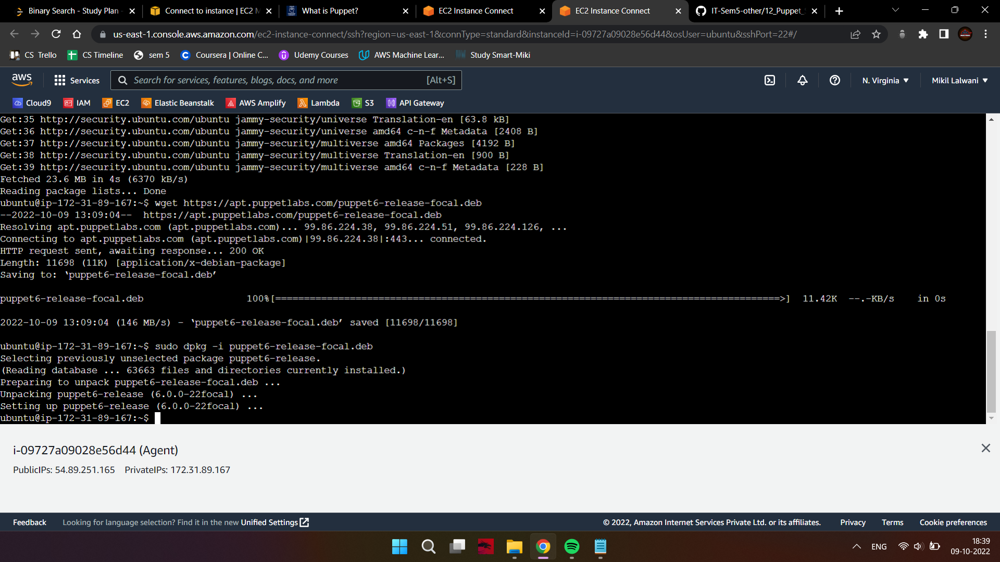 Binary Search - Study Plan -
Connect to instance | EC2 M
What is Puppet?
EC2 Instance Connect
EC2 Instance Connect
IT-Sem5-other/12_Puppet_
us-east-1.console.aws.amazon.com/ec2-instance-connect/ssh?region=us-east-1&connType=standard&instanceId=i-09727a09028e56d44&osUser=ubuntu&sshPort=22#/
CS Trello
CS Timeline
sem 5
Coursera | Online C...
Udemy Courses
AWS Machine Lear...
Study Smart-Miki
aws
Services
Search for services, features, blogs, docs, and more
[Alt+S]
N. Virginia
Mikil Lalwani
Cloud9
IAM
EC2
Elastic Beanstalk
AWS Amplify
Lambda
S3
API Gateway
Get:35 http://security.ubuntu.com/ubuntu jammy-security/universe Translation-en [63.8 kB]
Get:36 http://security.ubuntu.com/ubuntu jammy-security/universe amd64 c-n-f Metadata [2408 B]
Get:37 http://security.ubuntu.com/ubuntu jammy-security/multiverse amd64 Packages [4192 B]
Get:38 http://security.ubuntu.com/ubuntu jammy-security/multiverse Translation-en [900 B]
Get:39 http://security.ubuntu.com/ubuntu jammy-security/multiverse amd64 c-n-f Metadata [228 B]
Fetched 23.6 MB in 4s (6370 kB/s)
Reading package lists... Done
ubuntu@ip-172-31-89-167:~$ wget https://apt.puppetlabs.com/puppet6-release-focal.deb
--2022-10-09 13:09:04--  https://apt.puppetlabs.com/puppet6-release-focal.deb
Resolving apt.puppetlabs.com (apt.puppetlabs.com)... 99.86.224.38, 99.86.224.51, 99.86.224.126, ...
Connecting to apt.puppetlabs.com (apt.puppetlabs.com)|99.86.224.38|:443... connected.
HTTP request sent, awaiting response... 200 OK
Length: 11698 (11K) [application/x-debian-package]
Saving to: ‘puppet6-release-focal.deb’
puppet6-release-focal.deb 100%[========================================================================================>] 11.42K --.-KB/s in 0s
2022-10-09 13:09:04 (146 MB/s) - ‘puppet6-release-focal.deb’ saved [11698/11698]
ubuntu@ip-172-31-89-167:~$ sudo dpkg -i puppet6-release-focal.deb
Selecting previously unselected package puppet6-release.
(Reading database ... 63663 files and directories currently installed.)
Preparing to unpack puppet6-release-focal.deb ...
Unpacking puppet6-release (6.0.0-22focal) ...
Setting up puppet6-release (6.0.0-22focal) ...
ubuntu@ip-172-31-89-167:~$
i-09727a09028e56d44 (Agent)
PublicIPs: 54.89.251.165 PrivateIPs: 172.31.89.167
Feedback
Looking for language selection? Find it in the new Unified Settings
© 2022, Amazon Internet Services Private Ltd. or its affiliates.
Privacy
Terms
Cookie preferences
ENG
18:39
09-10-2022